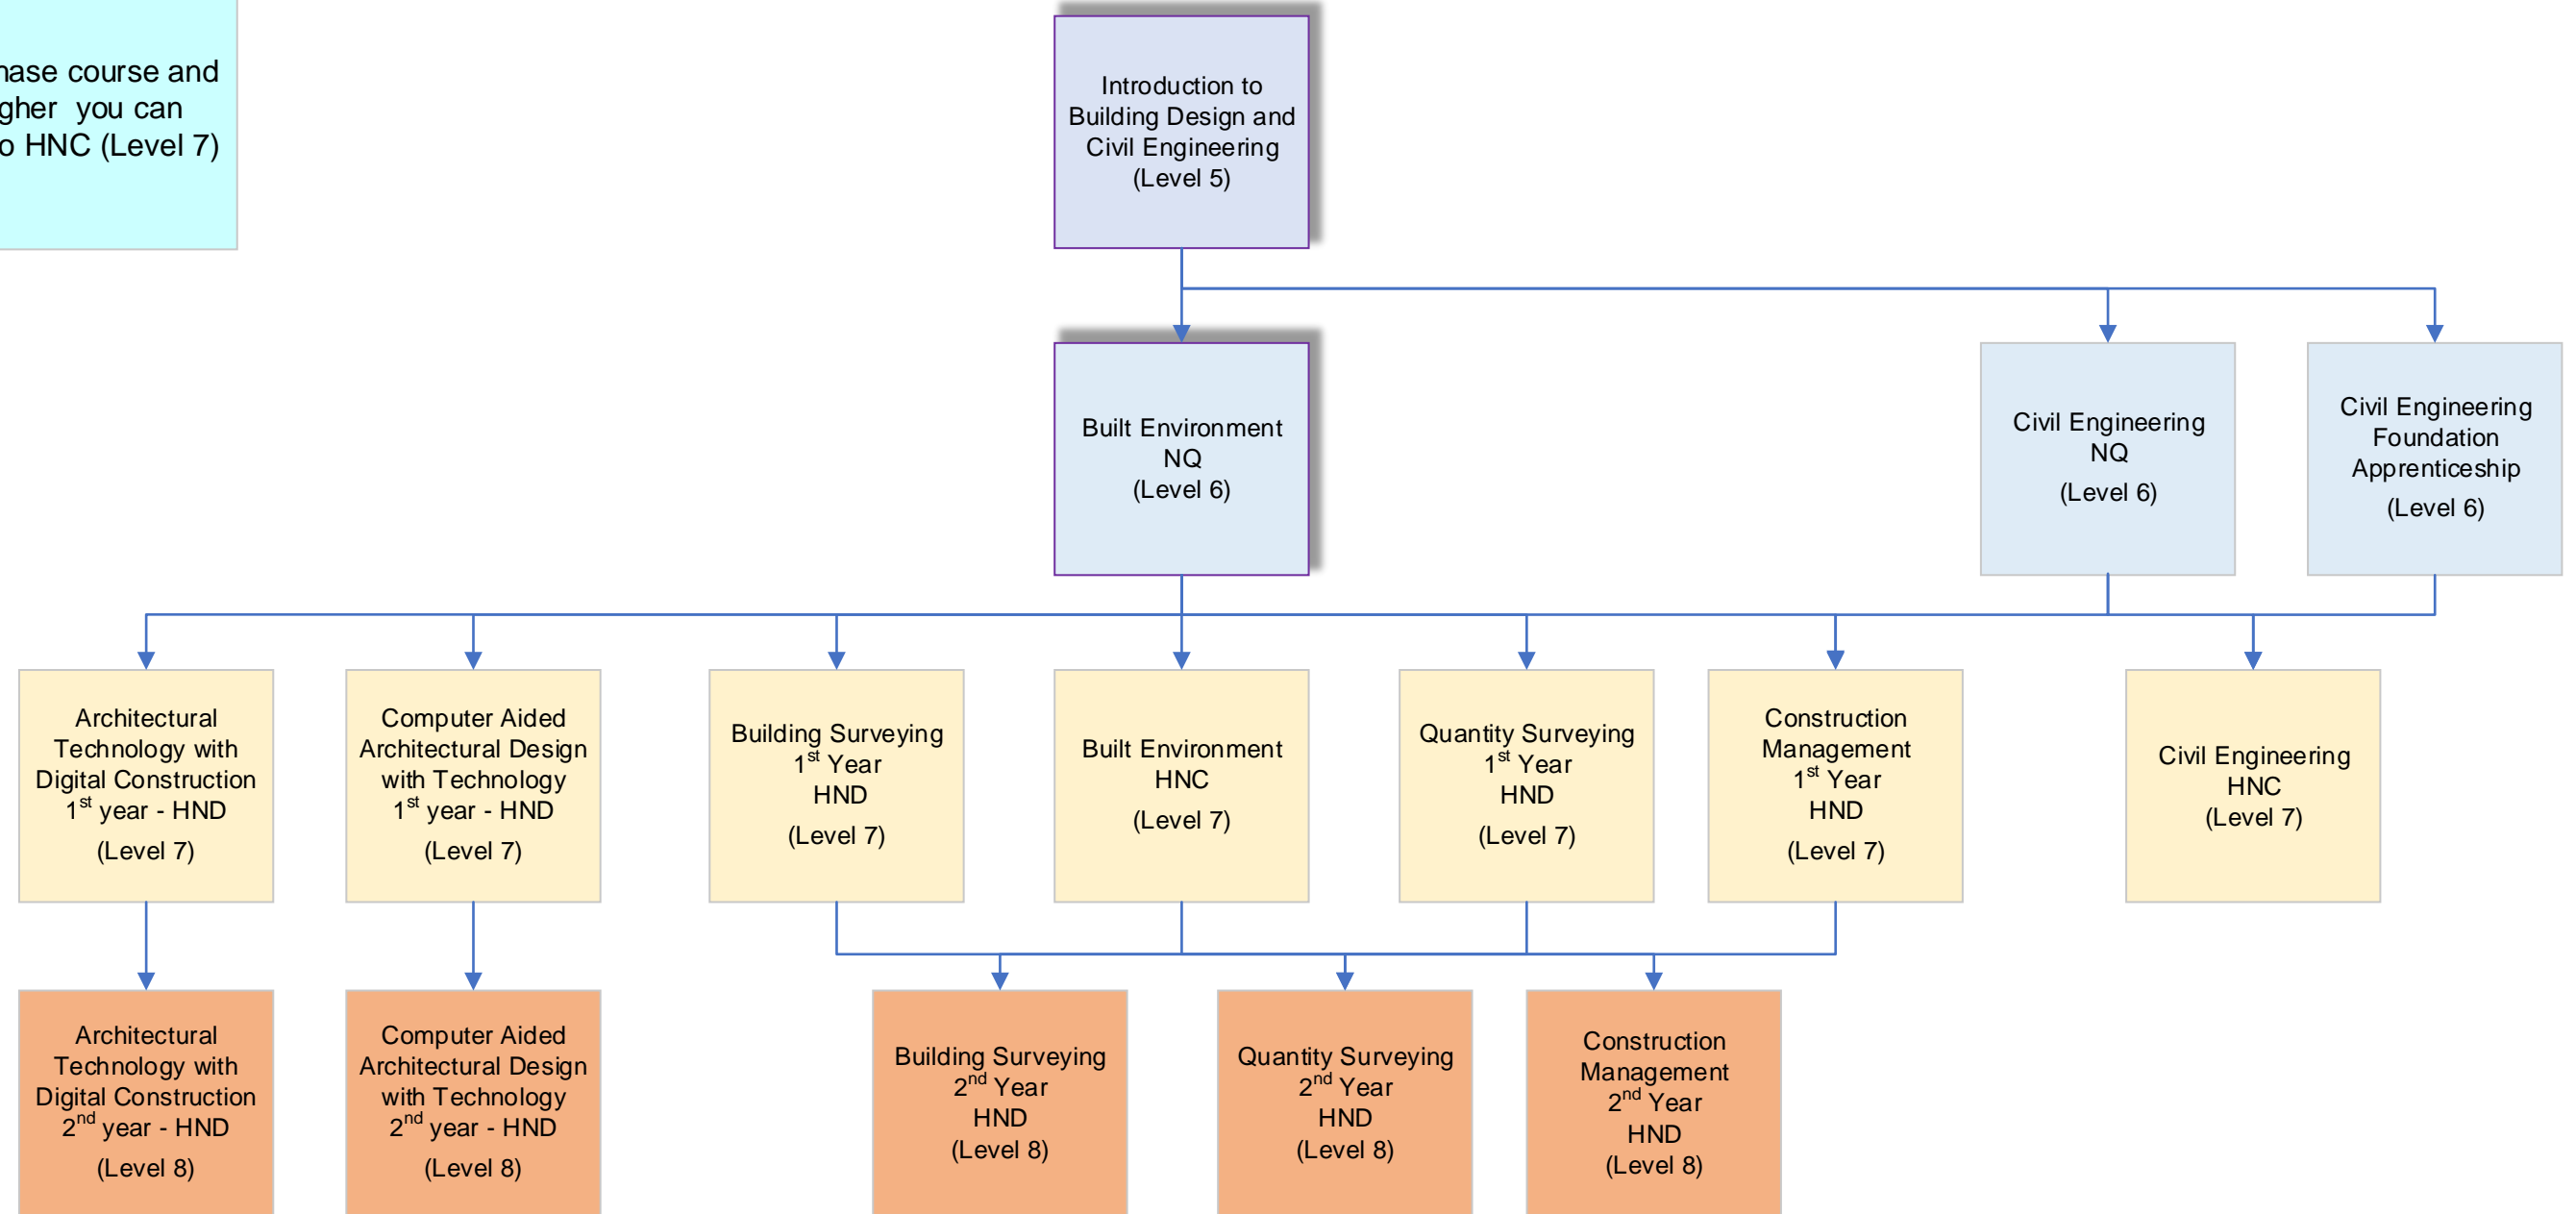 course and
you can
HNC (Level 7)
Introduction to
Building Design and
Civil Engineering
(Level 5)
Built Environment
NQ
(Level 6)
Civil Engineering
NQ
(Level 6)
Civil Engineering
Foundation
Apprenticeship
(Level 6)
Architectural
Technology with
Digital Construction
1st year - HND
(Level 7)
Computer Aided
Architectural Design
with Technology
1st year - HND
(Level 7)
Building Surveying
1st Year
HND
(Level 7)
Built Environment
HNC
(Level 7)
Quantity Surveying
1st Year
HND
(Level 7)
Construction
Management
1st Year
HND
(Level 7)
Civil Engineering
HNC
(Level 7)
Architectural
Technology with
Digital Construction
2nd year - HND
(Level 8)
Computer Aided
Architectural Design
with Technology
2nd year - HND
(Level 8)
Building Surveying
2nd Year
HND
(Level 8)
Quantity Surveying
2nd Year
HND
(Level 8)
Construction
Management
2nd Year
HND
(Level 8)